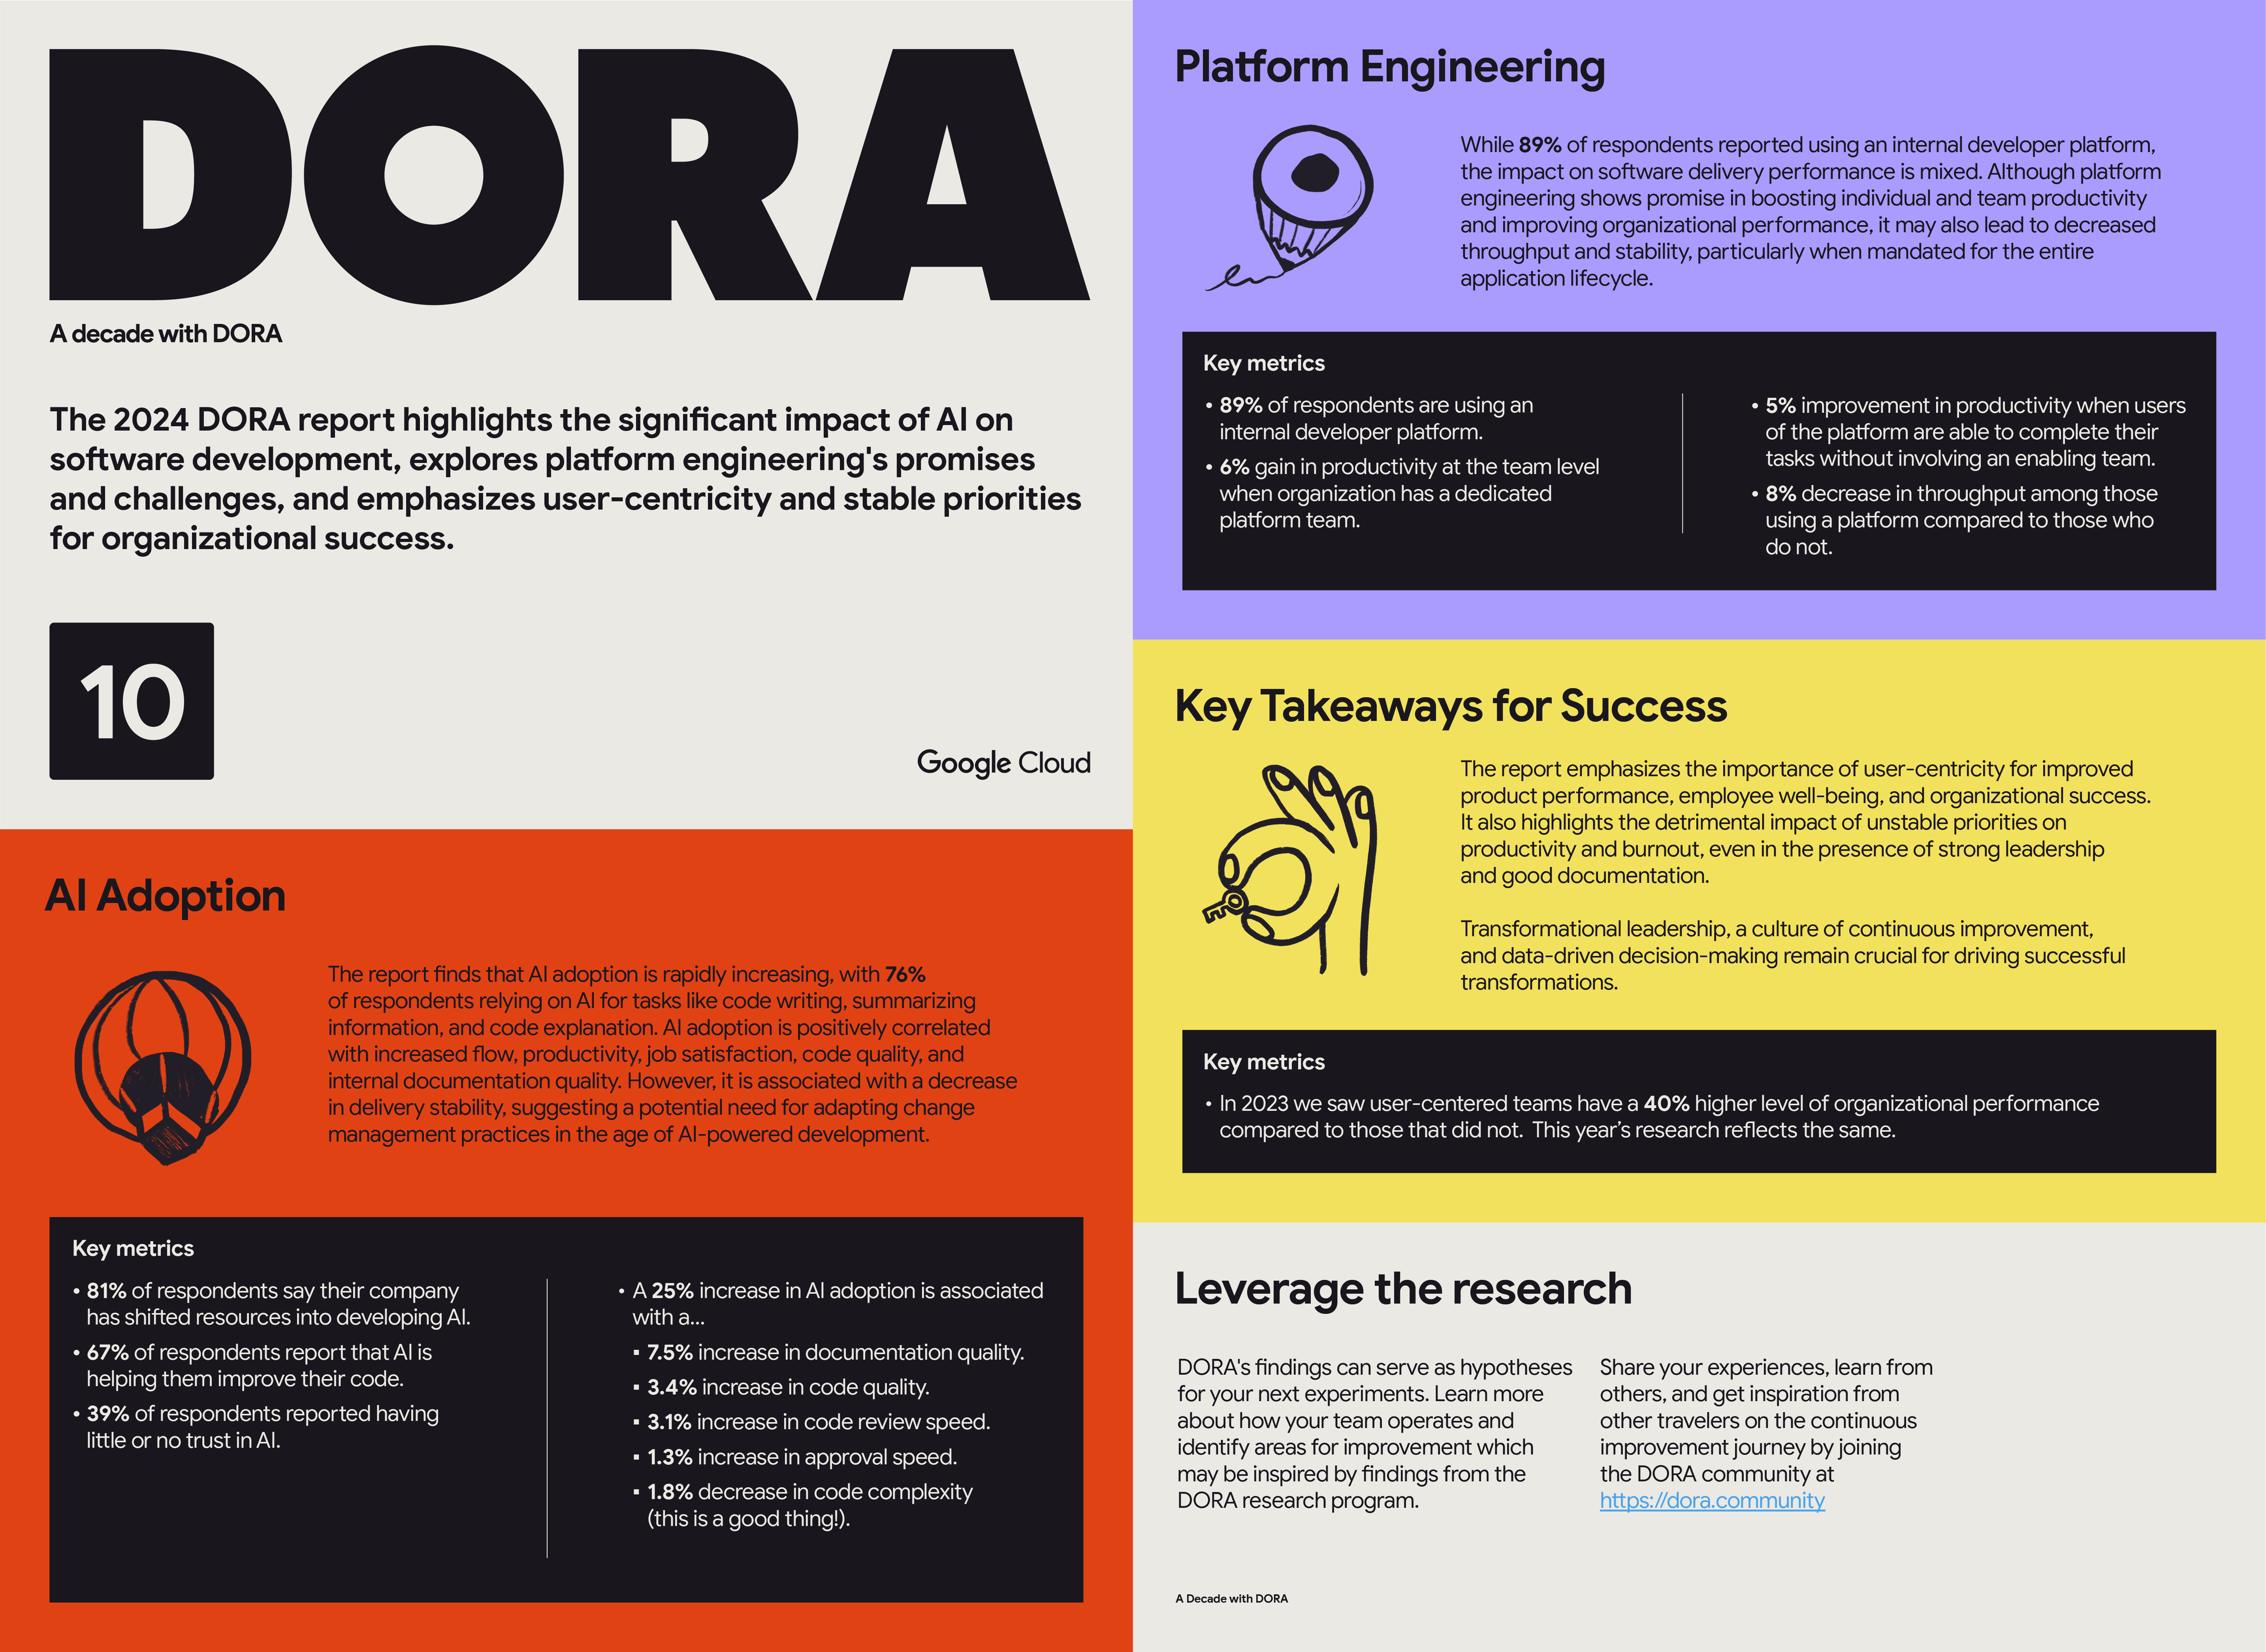 DORA
A decade with DORA
The 2024 DORA report highlights the significant impact of AI on
software development, explores platform engineering's promises
and challenges, and emphasizes user-centricity and stable priorities
for organizational success.
10
Google Cloud
AI Adoption
The report finds that AI adoption is rapidly increasing, with 76%
of respondents relying on AI for tasks like code writing, summarizing
information, and code explanation. AI adoption is positively correlated
with increased flow, productivity, job satisfaction, code quality, and
internal documentation quality. However, it is associated with a decrease
in delivery stability, suggesting a potential need for adapting change
management practices in the age of AI-powered development.
Key metrics
• 81% of respondents say their company
has shifted resources into developing AI.
• 67% of respondents report that AI is
helping them improve their code.
• 39% of respondents reported having
little or no trust in AI.
• A 25% increase in AI adoption is associated
with a...
▪ 7.5% increase in documentation quality.
▪ 3.4% increase in code quality.
▪ 3.1% increase in code review speed.
▪ 1.3% increase in approval speed.
▪ 1.8% decrease in code complexity
(this is a good thing!).
Platform Engineering
While 89% of respondents reported using an internal developer platform,
the impact on software delivery performance is mixed. Although platform
engineering shows promise in boosting individual and team productivity
and improving organizational performance, it may also lead to decreased
throughput and stability, particularly when mandated for the entire
application lifecycle.
Key metrics
• 89% of respondents are using an
internal developer platform.
• 6% gain in productivity at the team level
when organization has a dedicated
platform team.
• 5% improvement in productivity when users
of the platform are able to complete their
tasks without involving an enabling team.
• 8% decrease in throughput among those
using a platform compared to those who
do not.
Key Takeaways for Success
The report emphasizes the importance of user-centricity for improved
product performance, employee well-being, and organizational success.
It also highlights the detrimental impact of unstable priorities on
productivity and burnout, even in the presence of strong leadership
and good documentation.
Transformational leadership, a culture of continuous improvement,
and data-driven decision-making remain crucial for driving successful
transformations.
Key metrics
• In 2023 we saw user-centered teams have a 40% higher level of organizational performance
compared to those that did not. This year's research reflects the same.
Leverage the research
DORA's findings can serve as hypotheses
for your next experiments. Learn more
about how your team operates and
identify areas for improvement which
may be inspired by findings from the
DORA research program.
Share your experiences, learn from
others, and get inspiration from
other travelers on the continuous
improvement journey by joining
the DORA community at
https://dora.community
A Decade with DORA